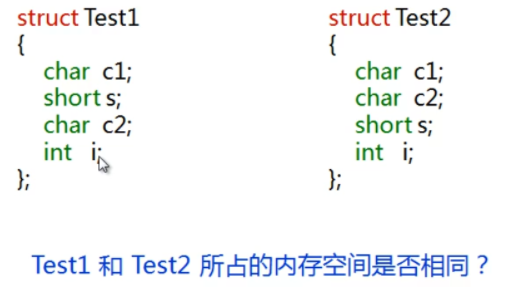 struct Test1
{
char c1;
short s;
char c2;
int i;
};
struct Test2
{
char c1;
char c2;
short s;
int i;
};
Test1 和 Test2 所占的内存空间是否相同？